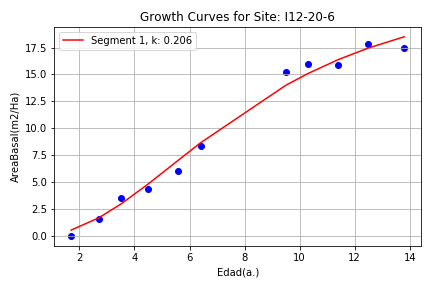 Growth Curves for Site: I12-20-6
Segment 1, k: 0.206
AreaBasal(m2/Ha)
17.5
15.0
12.5
10.0
7.5
5.0
2.5
0.0
2 4 6 8 10 12 14
Edad(a.)